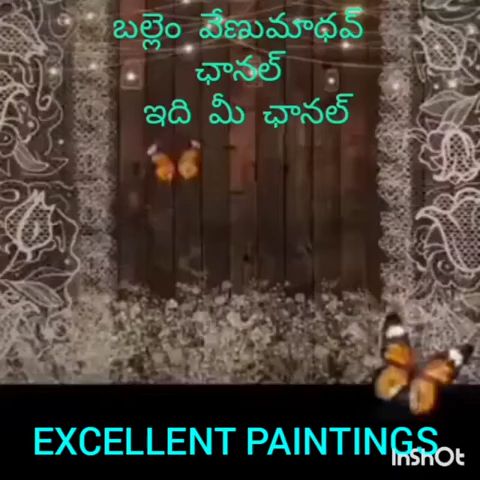 బల్లెం వేణుమాధవ్
ఛానల్
ఇది మీ ఛానల్
EXCELLENT PAINTINGS
InShOt